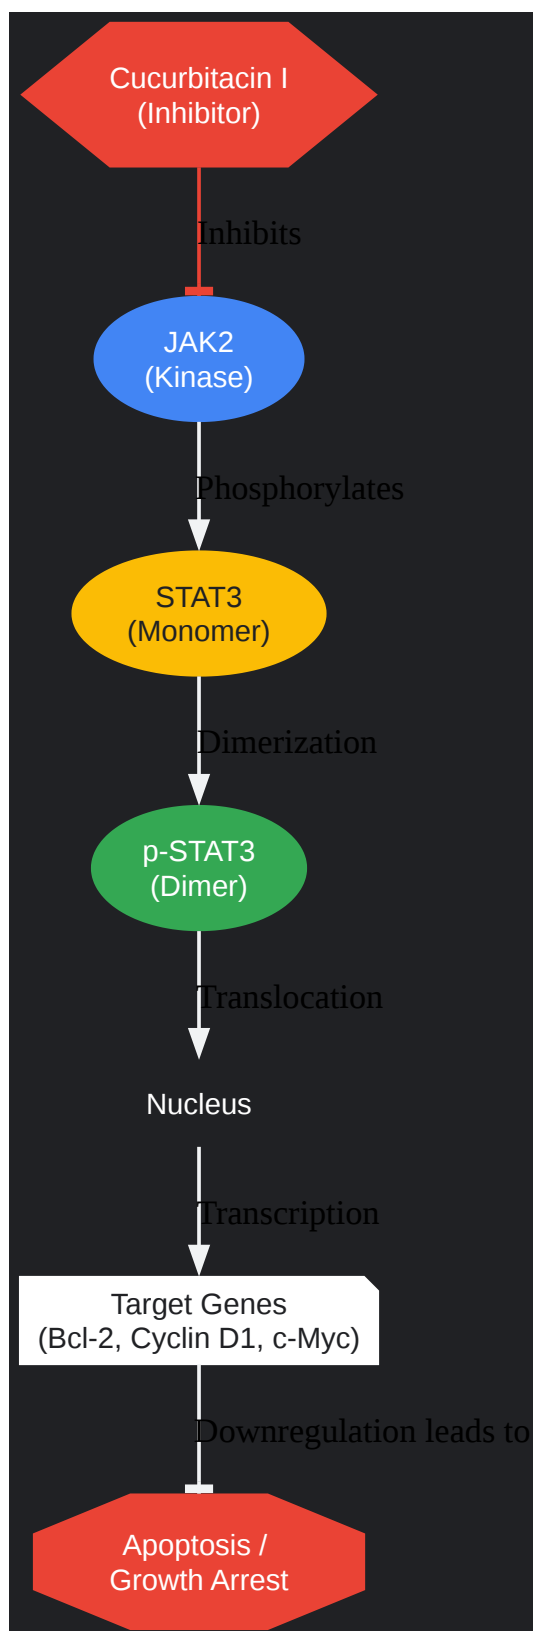 Cucurbitacin I
(Inhibitor)
Inhibits
JAK2
(Kinase)
Phosphorylates
STAT3
(Monomer)
Dimerization
p-STAT3
(Dimer)
Translocation
Nucleus
Transcription
Target Genes
(Bcl-2, Cyclin D1, c-Myc)
Downregulation leads to
Apoptosis /
Growth Arrest